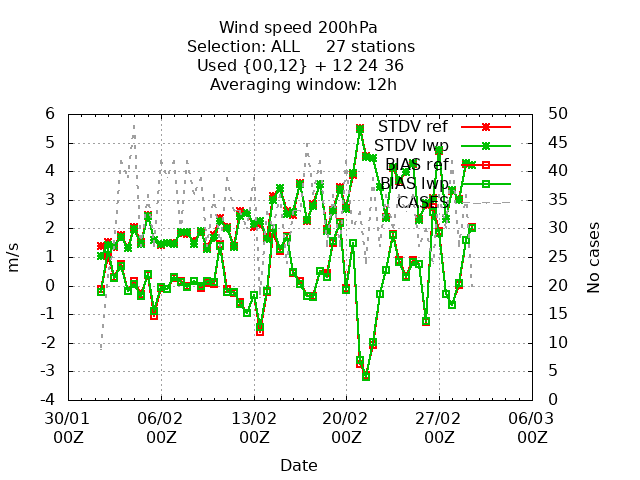 Wind speed 200hPa
Selection: ALL     27 stations
Used {00,12} + 12 24 36
Averaging window: 12h
STDV ref
STDV lwp
BIAS ref
BIAS lwp
CASES
6
5
4
3
2
1
0
-1
-2
-3
-4
m/s
50
45
40
35
30
25
20
15
10
5
0
No cases
30/01 06/02 13/02 20/02 27/02 06/03
00Z 00Z 00Z 00Z 00Z 00Z
Date